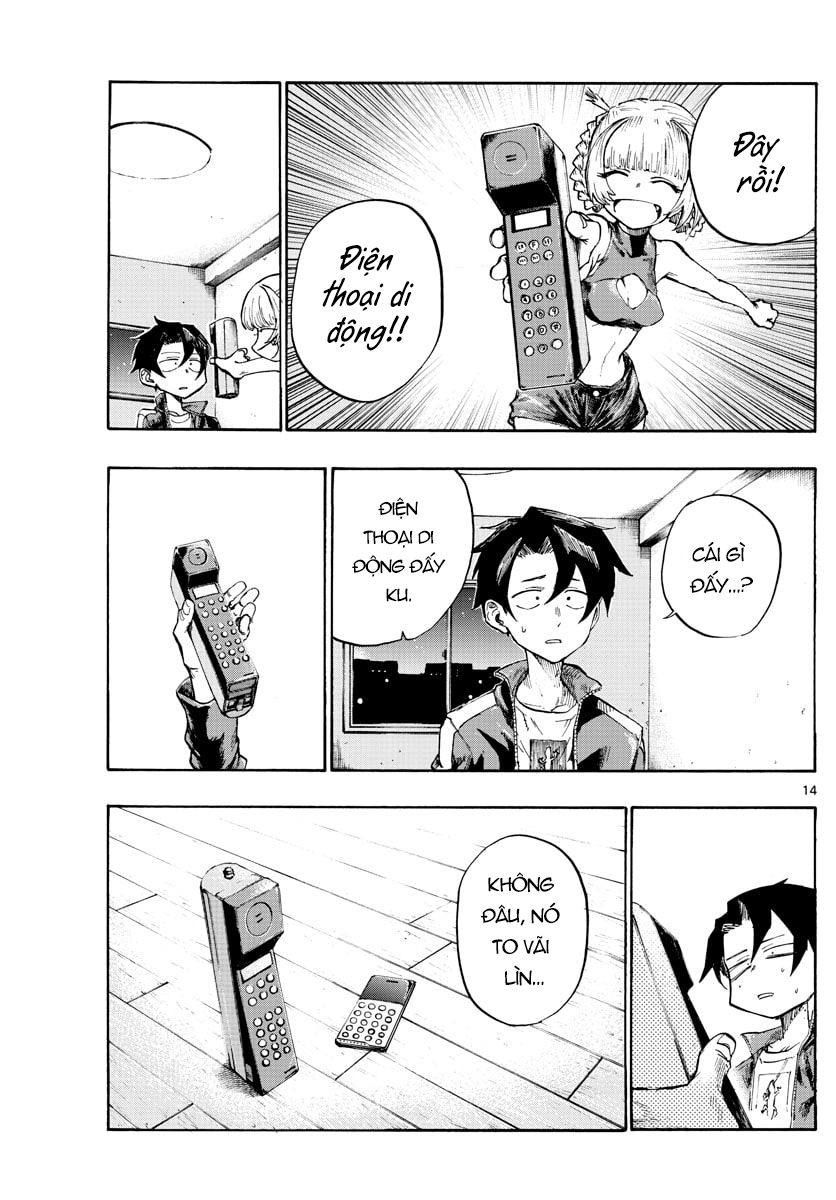 Đây
rồi!
Điện
thoại di
động!!
CÁI GÌ
ĐẤY...?
ĐIỆN
THOẠI DI
ĐỘNG ĐẤY
KU.
14
KHÔNG
ĐÂU, NÓ
TO VÃI
LÌN...